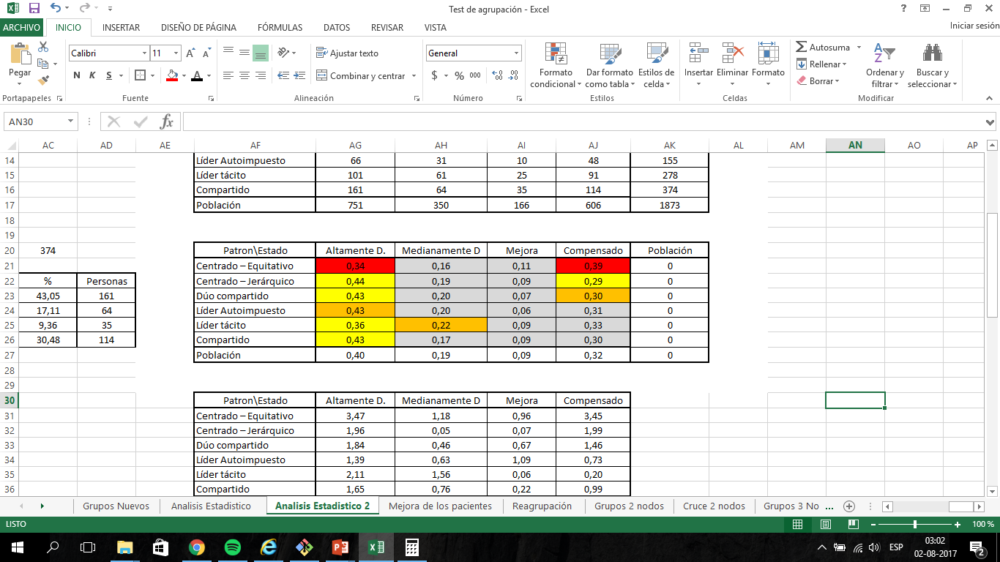 Test de agrupación - Excel
ARCHIVO INICIO INSERTAR DISEÑO DE PÁGINA FÓRMULAS DATOS REVISAR VISTA Iniciar sesión
Pegar
Calibri 11
N K S
Ajustar texto
Combinar y centrar
General
$ % 000
Formato condicional
Dar formato como tabla
Estilos de celda
Insertar Eliminar Formato
Autosuma
Rellenar
Borrar
Ordenar y filtrar
Buscar y seleccionar
Portapapeles Fuente Alineación Número Estilos Celdas Modificar
AN30 fx
AC AD AE AF AG AH AI AJ AK AL AM AN AO AP
14 Líder Autoimpuesto 66 31 10 48 155
15 Líder tácito 101 61 25 91 278
16 Compartido 161 64 35 114 374
17 Población 751 350 166 606 1873
18
19
20 374 Patron\Estado Altamente D. Medianamente D Mejora Compensado Población
21 Centrado – Equitativo 0,34 0,16 0,11 0,39 0
22 % Personas Centrado – Jerárquico 0,44 0,19 0,09 0,29 0
23 43,05 161 Dúo compartido 0,43 0,20 0,07 0,30 0
24 17,11 64 Líder Autoimpuesto 0,43 0,20 0,06 0,31 0
25 9,36 35 Líder tácito 0,36 0,22 0,09 0,33 0
26 30,48 114 Compartido 0,43 0,17 0,09 0,30 0
27 Población 0,40 0,19 0,09 0,32 0
28
29
30 Patron\Estado Altamente D. Medianamente D Mejora Compensado
31 Centrado – Equitativo 3,47 1,18 0,96 3,45
32 Centrado – Jerárquico 1,96 0,05 0,07 1,99
33 Dúo compartido 1,84 0,46 0,67 1,46
34 Líder Autoimpuesto 1,39 0,63 1,09 0,73
35 Líder tácito 2,11 1,56 0,06 0,20
36 Compartido 1,65 0,76 0,22 0,99
Grupos Nuevos Analisis Estadistico Analisis Estadistico 2 Mejora de los pacientes Reagrupación Grupos 2 nodos Cruce 2 nodos Grupos 3 No ...
LISTO 100 %
ESP 03:02
02-08-2017
2